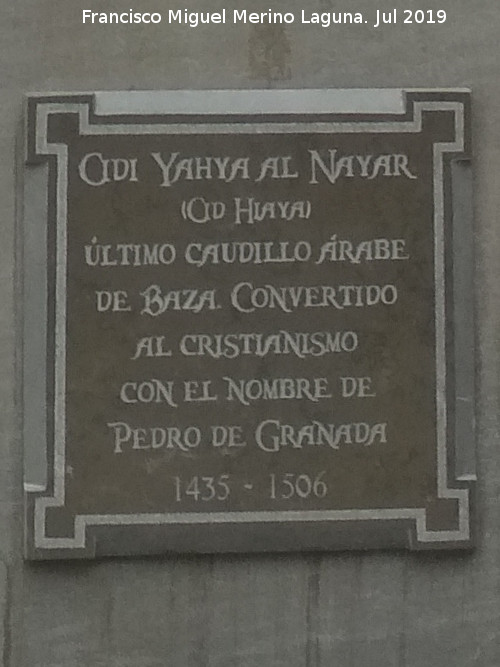 Francisco Miguel Merino Laguna. Jul 2019
CIDI YAHYA AL NAYAR
(CID HIAYA)
ÚLTIMO CAUDILLO ÁRABE
DE BAZA. CONVERTIDO
AL CRISTIANISMO
CON EL NOMBRE DE
PEDRO DE GRANADA
1435 - 1506